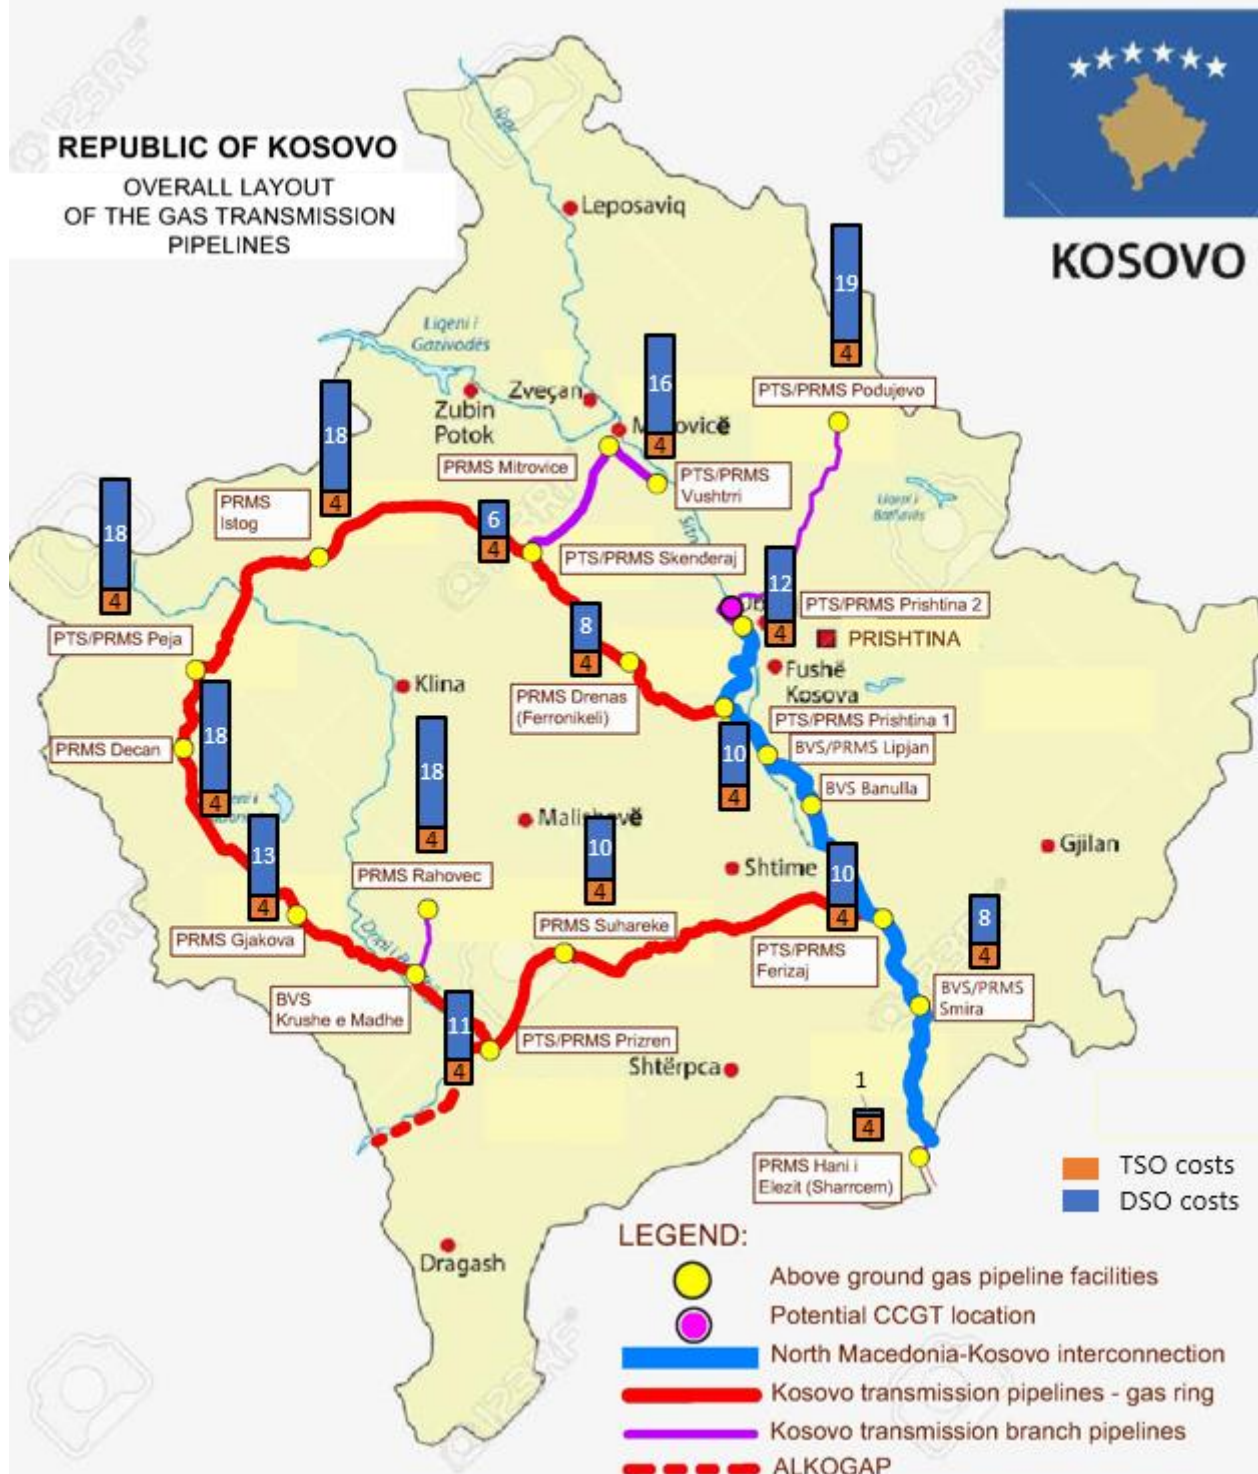 REPUBLIC OF KOSOVO
OVERALL LAYOUT
OF THE GAS TRANSMISSION
PIPELINES
KOSOVO
Ibar
Leposaviq
Liqeni i
Gazivodës
Zubin
Potok
Zveçan
19
4
PTS/PRMS Podujevo
16
4
PRMS Mitrovice
PTS/PRMS
Vushtrri
18
4
PRMS
Istog
18
4
PTS/PRMS Peja
6
4
PTS/PRMS Skenderaj
Liqeni i
Batllavës
12
4
PTS/PRMS Prishtina 2
PRISHTINA
8
4
PRMS Drenas
(Ferronikeli)
Fushë
Kosova
Klina
PTS/PRMS Prishtina 1
10
4
BVS/PRMS Lipjan
BVS Banulla
PRMS Decan
18
4
18
4
PRMS Rahovec
13
4
PRMS Gjakova
10
4
PRMS Suhareke
Shtime
10
4
PTS/PRMS
Ferizaj
Gjilan
8
4
BVS/PRMS
Smira
BVS
Krushe e Madhe
11
4
PTS/PRMS Prizren
Shtërpca
1
4
PRMS Hani i
Elezit (Sharrcem)
Dragash
TSO costs
DSO costs
LEGEND:
Above ground gas pipeline facilities
Potential CCGT location
North Macedonia-Kosovo interconnection
Kosovo transmission pipelines - gas ring
Kosovo transmission branch pipelines
ALKOGAP